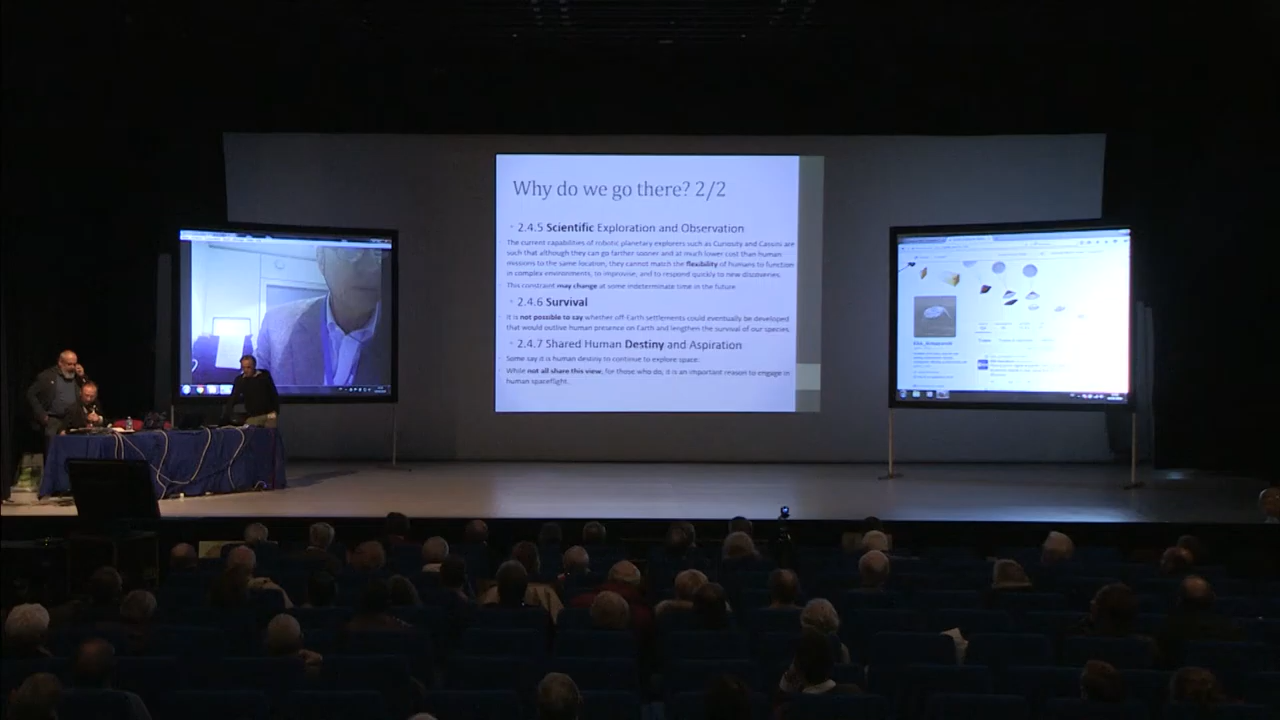 Why do we go there? 2/2
2.4.5 Scientific Exploration and Observation
The current capabilities of robotic planetary explorers such as Curiosity and Cassini are
such that although they can go farther sooner and at much lower cost than human
missions to the same location, they cannot match the flexibility of humans to function
in complex environments, to improvise, and to respond quickly to new discoveries.
This constraint may change at some indeterminate time in the future
2.4.6 Survival
It is not possible to say whether off-Earth settlements could eventually be developed
that would outlive human presence on Earth and lengthen the survival of our species.
2.4.7 Shared Human Destiny and Aspiration
Some say it is human destiny to continue to explore space.
While not all share this view, for those who do, it is an important reason to engage in
human spaceflight.